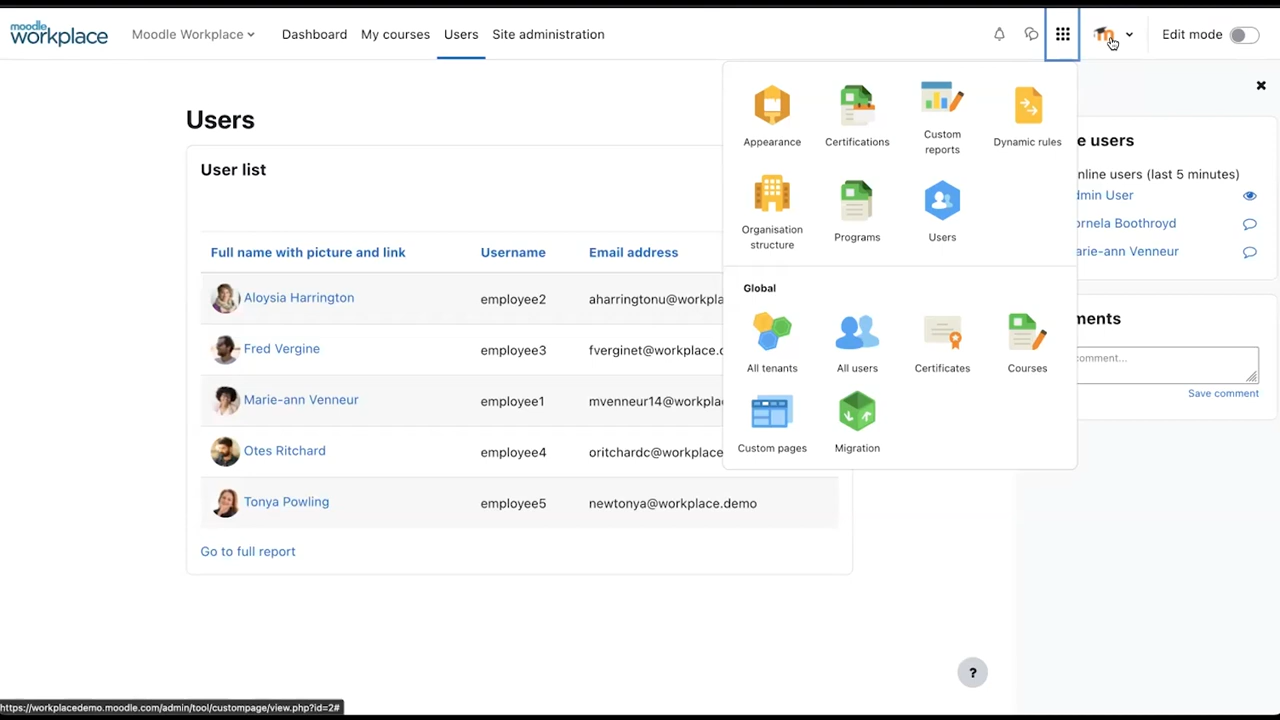 moodle
workplace
Moodle Workplace
Dashboard
My courses
Users
Site administration
Edit mode
Users
User list
Full name with picture and link
Username
Email address
Aloysia Harrington
employee2
aharringtonu@workpla
Fred Vergine
employee3
fverginet@workplace.c
Marie-ann Venneur
employee1
mvenneur14@workplac
Otes Ritchard
employee4
oritchardc@workplace
Tonya Powling
employee5
newtonya@workplace.demo
Go to full report
Appearance
Certifications
Custom
reports
Dynamic rules
Organisation
structure
Programs
Users
Global
All tenants
All users
Certificates
Courses
Custom pages
Migration
e users
nline users (last 5 minutes)
dmin User
ornela Boothroyd
arie-ann Venneur
ments
comment...
Save comment
?
https://workplacedemo.moodle.com/admin/tool/custompage/view.php?id=2#